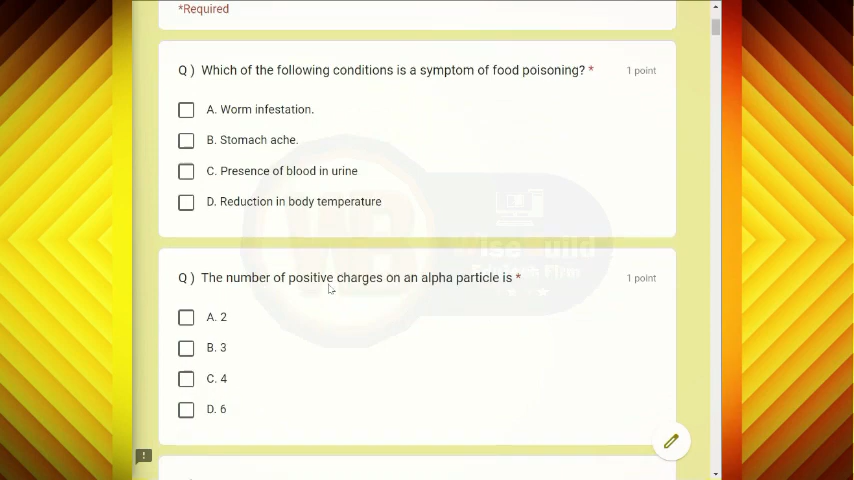 *Required
Q ) Which of the following conditions is a symptom of food poisoning? * 1 point
A. Worm infestation.
B. Stomach ache.
C. Presence of blood in urine
D. Reduction in body temperature
Q ) The number of positive charges on an alpha particle is * 1 point
A. 2
B. 3
C. 4
D. 6